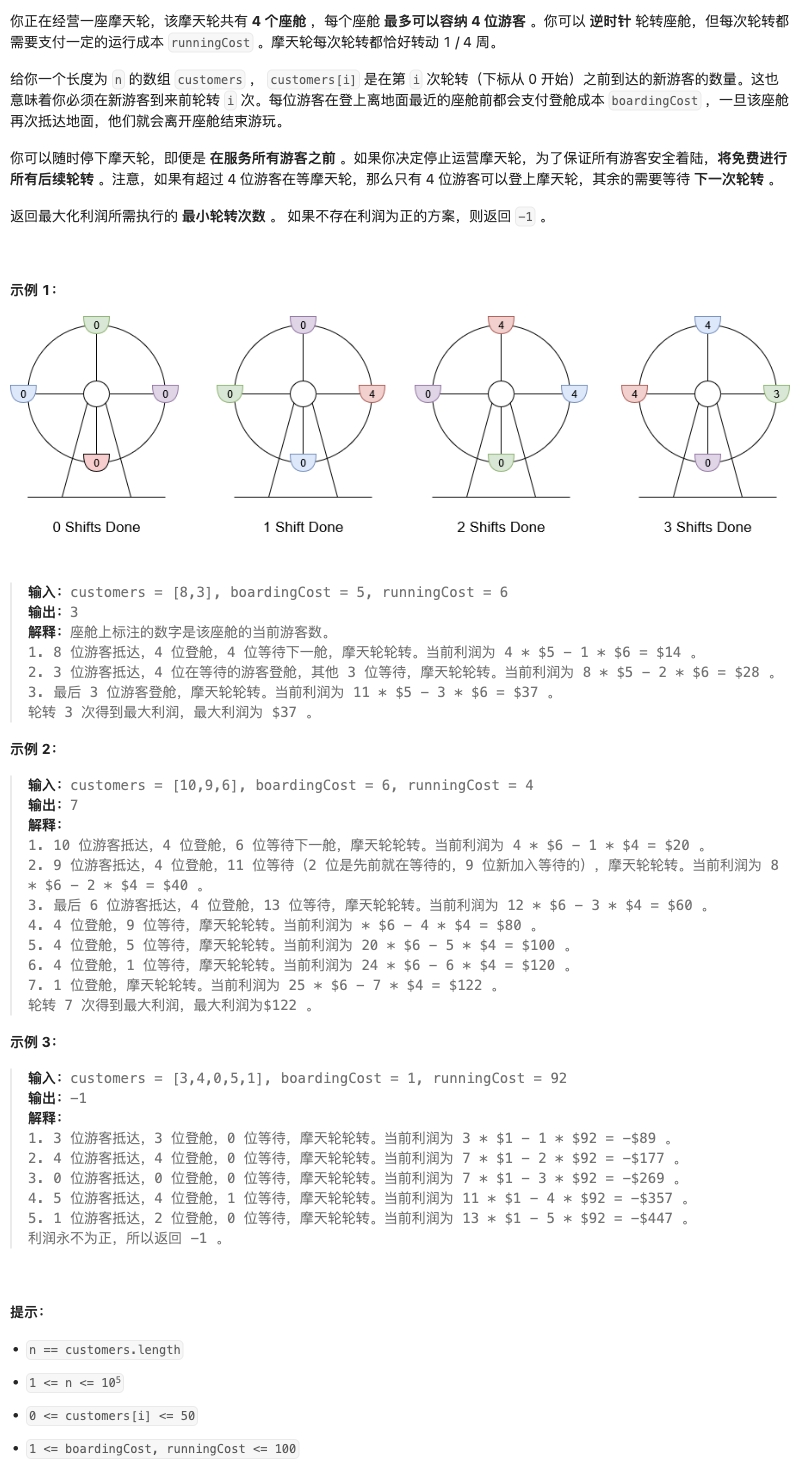 你正在经营一座摩天轮，该摩天轮共有 4 个座舱 ，每个座舱 最多可以容纳 4 位游客 。你可以 逆时针 轮转座舱，但每次轮转都
需要支付一定的运行成本 runningCost 。摩天轮每次轮转都恰好转动 1 / 4 周。
给你一个长度为 n 的数组 customers ， customers[i] 是在第 i 次轮转（下标从 0 开始）之前到达的新游客的数量。这也
意味着你必须在新游客到来前轮转 i 次。每位游客在登上离地面最近的座舱前都会支付登舱成本 boardingCost ，一旦该座舱
再次抵达地面，他们就会离开座舱结束游玩。
你可以随时停下摩天轮，即便是 在服务所有游客之前 。如果你决定停止运营摩天轮，为了保证所有游客安全着陆，将免费进行
所有后续轮转 。注意，如果有超过 4 位游客在等摩天轮，那么只有 4 位游客可以登上摩天轮，其余的需要等待 下一次轮转 。
返回最大化利润所需执行的 最小轮转次数 。 如果不存在利润为正的方案，则返回 -1 。
示例 1：
0 0 4 4
0 0 0 4 0 4 4 3
0 0 0 0
0 Shifts Done 1 Shift Done 2 Shifts Done 3 Shifts Done
输入：customers = [8,3], boardingCost = 5, runningCost = 6
输出：3
解释：座舱上标注的数字是该座舱的当前游客数。
1. 8 位游客抵达，4 位登舱，4 位等待下一舱，摩天轮轮转。当前利润为 4 * $5 - 1 * $6 = $14 。
2. 3 位游客抵达，4 位在等待的游客登舱，其他 3 位等待，摩天轮轮转。当前利润为 8 * $5 - 2 * $6 = $28 。
3. 最后 3 位游客登舱，摩天轮轮转。当前利润为 11 * $5 - 3 * $6 = $37 。
轮转 3 次得到最大利润，最大利润为 $37 。
示例 2：
输入：customers = [10,9,6], boardingCost = 6, runningCost = 4
输出：7
解释：
1. 10 位游客抵达，4 位登舱，6 位等待下一舱，摩天轮轮转。当前利润为 4 * $6 - 1 * $4 = $20 。
2. 9 位游客抵达，4 位登舱，11 位等待（2 位是先前就在等待的，9 位新加入等待的），摩天轮轮转。当前利润为 8
* $6 - 2 * $4 = $40 。
3. 最后 6 位游客抵达，4 位登舱，13 位等待，摩天轮轮转。当前利润为 12 * $6 - 3 * $4 = $60 。
4. 4 位登舱，9 位等待，摩天轮轮转。当前利润为 * $6 - 4 * $4 = $80 。
5. 4 位登舱，5 位等待，摩天轮轮转。当前利润为 20 * $6 - 5 * $4 = $100 。
6. 4 位登舱，1 位等待，摩天轮轮转。当前利润为 24 * $6 - 6 * $4 = $120 。
7. 1 位登舱，摩天轮轮转。当前利润为 25 * $6 - 7 * $4 = $122 。
轮转 7 次得到最大利润，最大利润为$122 。
示例 3：
输入：customers = [3,4,0,5,1], boardingCost = 1, runningCost = 92
输出：-1
解释：
1. 3 位游客抵达，3 位登舱，0 位等待，摩天轮轮转。当前利润为 3 * $1 - 1 * $92 = -$89 。
2. 4 位游客抵达，4 位登舱，0 位等待，摩天轮轮转。当前利润为 7 * $1 - 2 * $92 = -$177 。
3. 0 位游客抵达，0 位登舱，0 位等待，摩天轮轮转。当前利润为 7 * $1 - 3 * $92 = -$269 。
4. 5 位游客抵达，4 位登舱，1 位等待，摩天轮轮转。当前利润为 11 * $1 - 4 * $92 = -$357 。
5. 1 位游客抵达，2 位登舱，0 位等待，摩天轮轮转。当前利润为 13 * $1 - 5 * $92 = -$447 。
利润永不为正，所以返回 -1 。
提示：
• n == customers.length
• 1 <= n <= 10⁵
• 0 <= customers[i] <= 50
• 1 <= boardingCost, runningCost <= 100